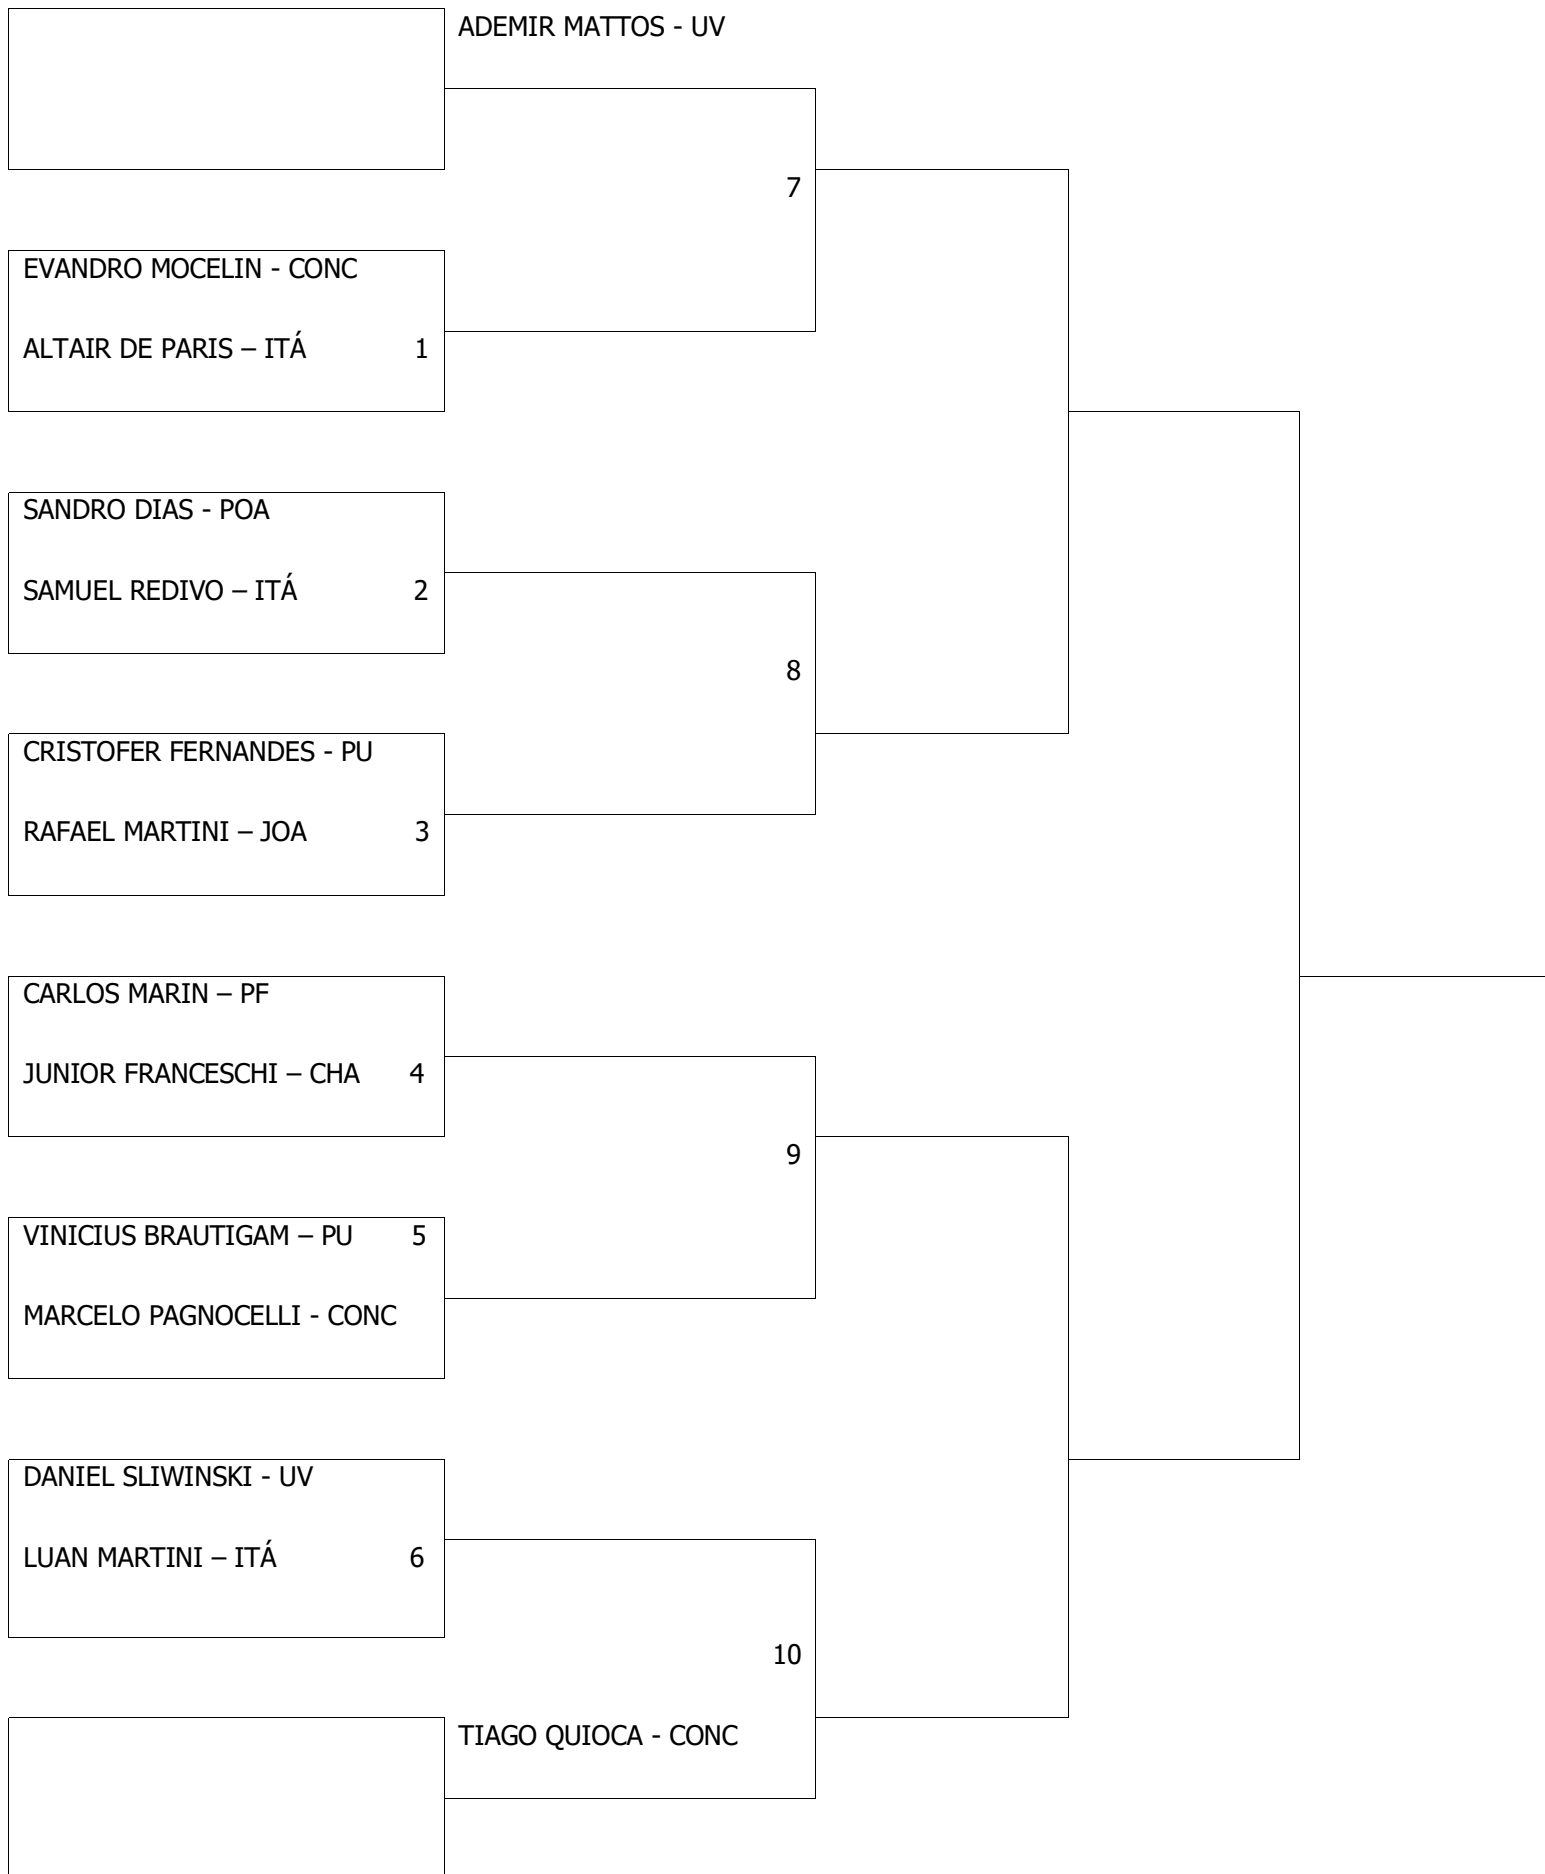 ADEMIR MATTOS - UV
7
EVANDRO MOCELIN - CONC
ALTAIR DE PARIS – ITÁ 1
SANDRO DIAS - POA
SAMUEL REDIVO – ITÁ 2
8
CRISTOFER FERNANDES - PU
RAFAEL MARTINI – JOA 3
CARLOS MARIN – PF
JUNIOR FRANCESCHI – CHA 4
9
VINICIUS BRAUTIGAM – PU 5
MARCELO PAGNOCELLI - CONC
DANIEL SLIWINSKI - UV
LUAN MARTINI – ITÁ 6
10
TIAGO QUIOCA - CONC